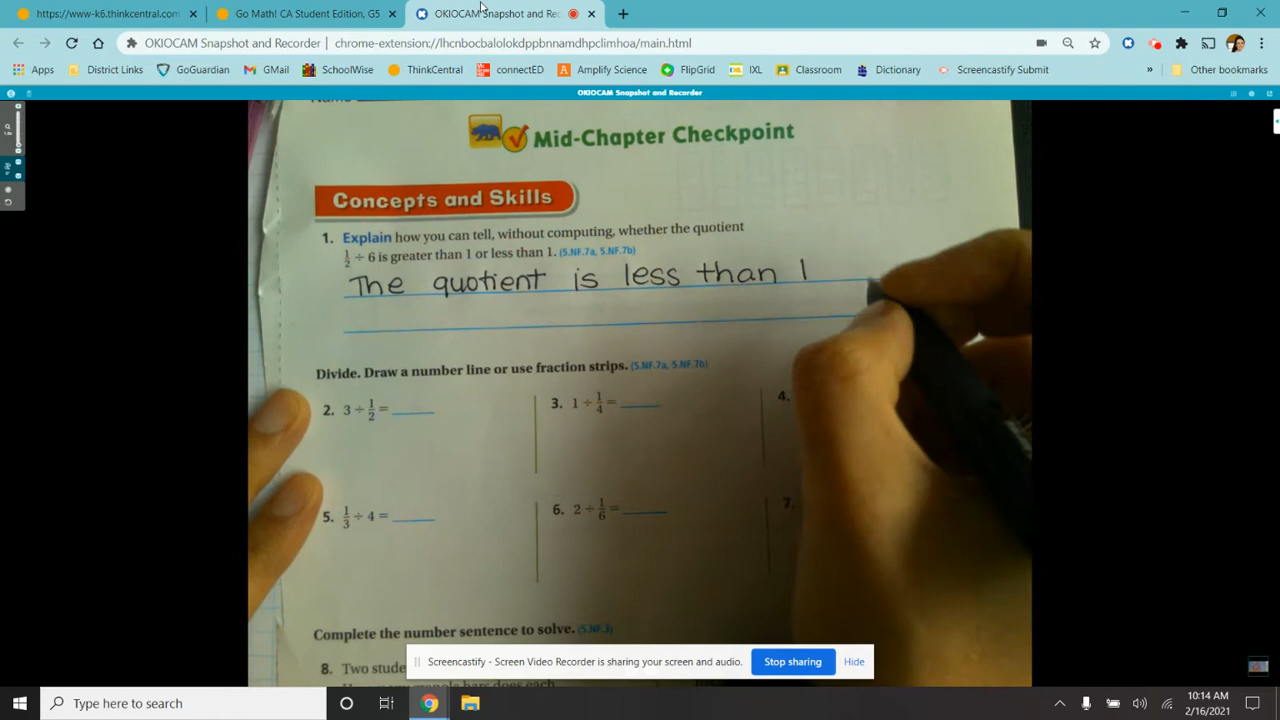 https://www-k6.thinkcentral.com
Go Math! CA Student Edition, G5
OKIOCAM Snapshot and Rec
OKIOCAM Snapshot and Recorder | chrome-extension://lhcnbocbalolokdppbnnamdhpclimhoa/main.html
Apps District Links GoGuardian GMail SchoolWise ThinkCentral connectED Amplify Science FlipGrid IXL Classroom Dictionary Screencastify Submit » Other bookmarks
OKIOCAM Snapshot and Recorder
Mid-Chapter Checkpoint
Concepts and Skills
1. Explain how you can tell, without computing, whether the quotient
1/2 ÷ 6 is greater than 1 or less than 1. (5.NF.7a, 5.NF.7b)
The quotient is less than 1
Divide. Draw a number line or use fraction strips. (5.NF.7a, 5.NF.7b)
2. 3 ÷ 1/2 = ____
3. 1 ÷ 1/4 = ____
4.
5. 1/3 ÷ 4 = ____
6. 2 ÷ 1/6 = ____
7.
Complete the number sentence to solve. (5.NF.3)
8. Two stude
Screencastify - Screen Video Recorder is sharing your screen and audio.
Stop sharing
Hide
Type here to search
10:14 AM
2/16/2021